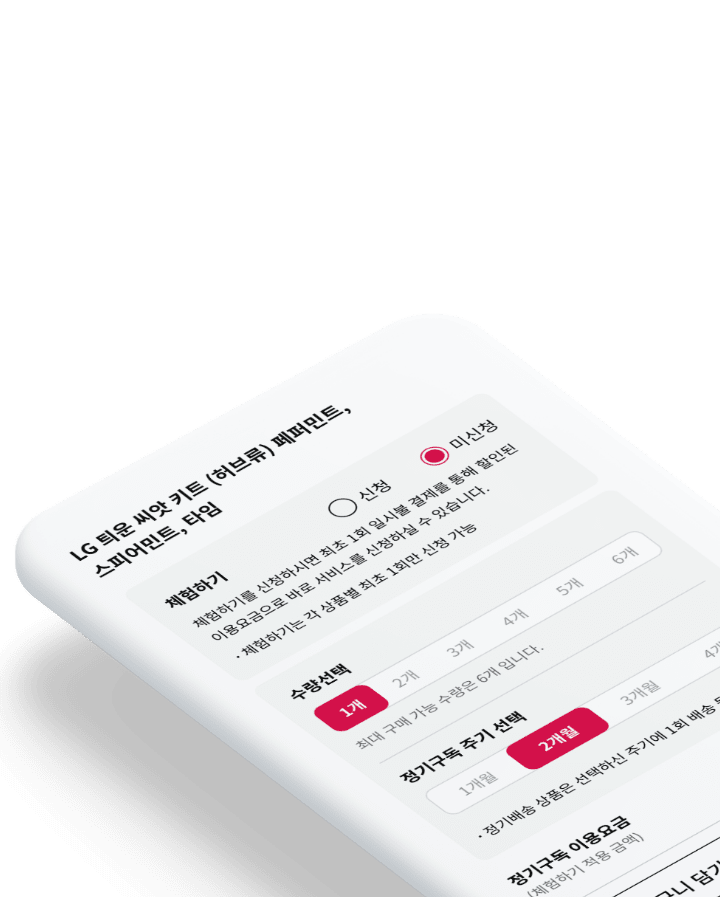 LG 틔운 씨앗 키트 (허브류) 페퍼민트,
스피어민트, 타임
체험하기
신청
미신청
체험하기를 신청하시면 최초 1회 일시불 결제를 통해 할인된
이용요금으로 바로 서비스를 신청하실 수 있습니다.
· 체험하기는 각 상품별 최초 1회만 신청 가능
수량선택
1개 2개 3개 4개 5개 6개
최대 구매 가능 수량은 6개 입니다.
정기구독 주기 선택
1개월 2개월 3개월
· 정기배송 상품은 선택하신 주기에 1회 배송
정기구독 이용요금
(체험하기 적용 금액)
담기